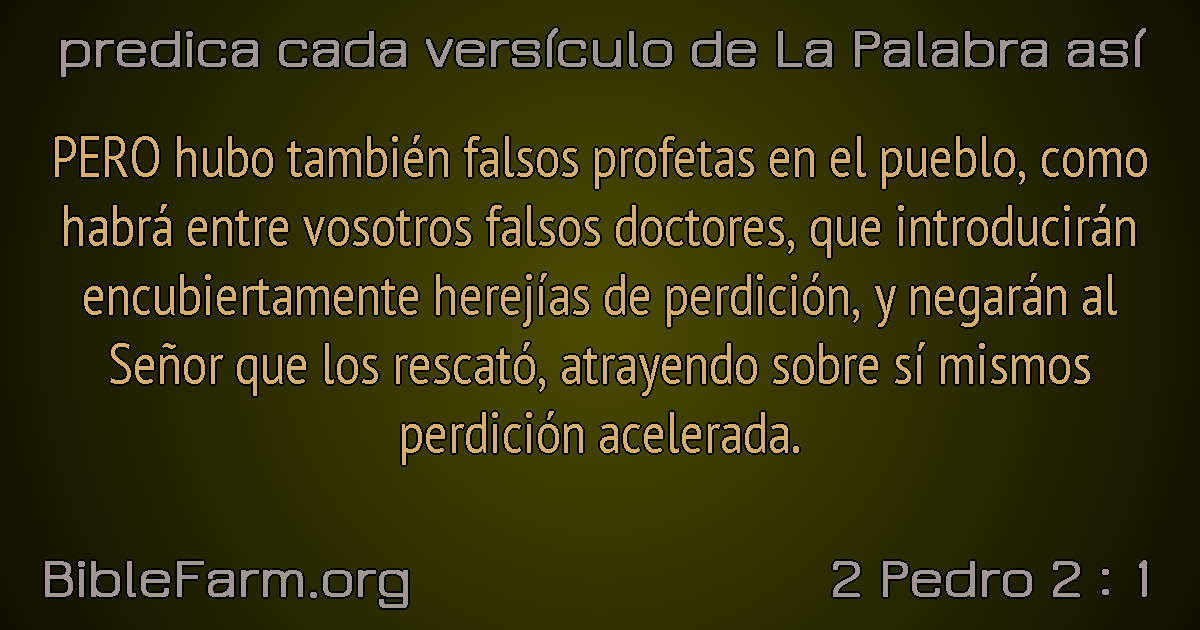 predica cada versículo de La Palabra así
PERO hubo también falsos profetas en el pueblo, como
habrá entre vosotros falsos doctores, que introducirán
encubiertamente herejías de perdición, y negarán al
Señor que los rescató, atrayendo sobre sí mismos
perdición acelerada.
BibleFarm.org
2 Pedro 2 : 1